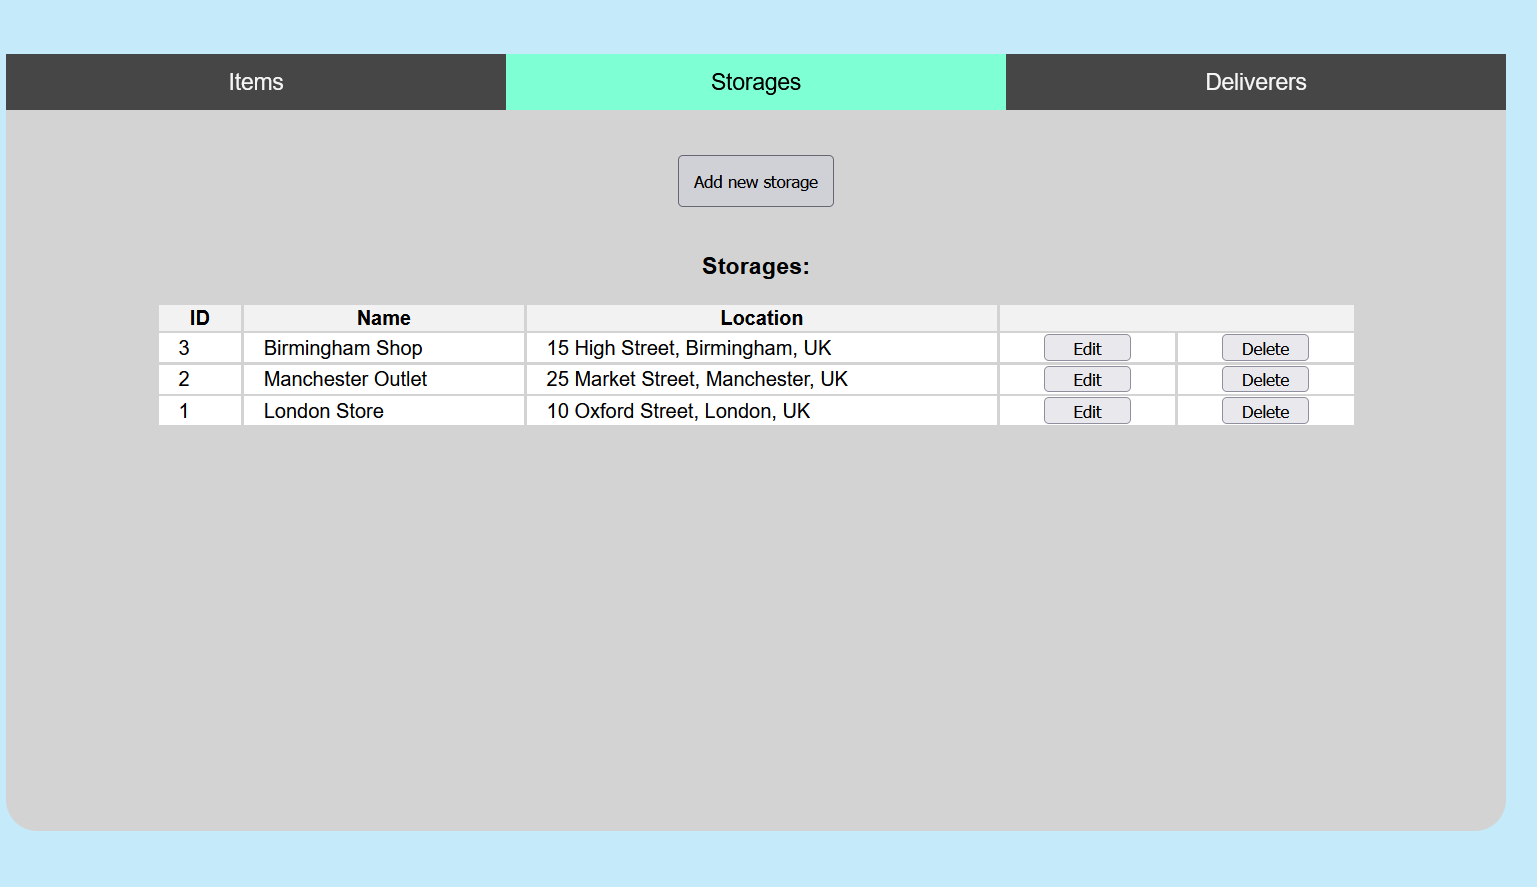 Items Storages Deliverers
Add new storage
Storages:
ID Name Location
3 Birmingham Shop 15 High Street, Birmingham, UK Edit Delete
2 Manchester Outlet 25 Market Street, Manchester, UK Edit Delete
1 London Store 10 Oxford Street, London, UK Edit Delete